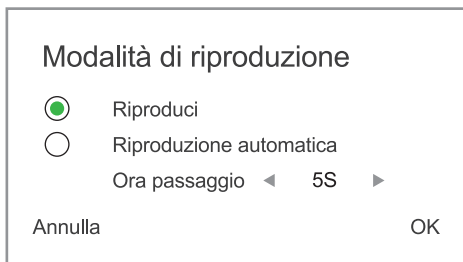 Modalità di riproduzione
Riproduci
Riproduzione automatica
Ora passaggio 5S
Annulla OK